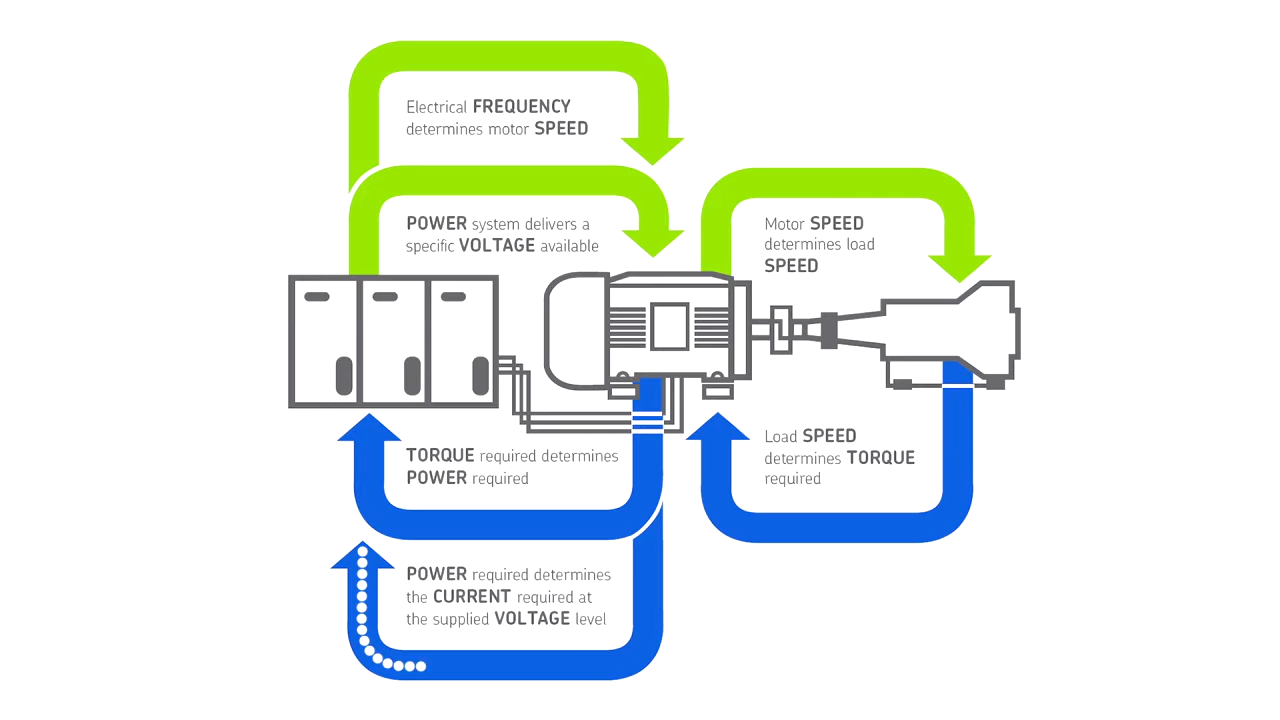 Electrical FREQUENCY
determines motor SPEED
POWER system delivers a
specific VOLTAGE available
Motor SPEED
determines load
SPEED
TORQUE required determines
POWER required
Load SPEED
determines TORQUE
required
POWER required determines
the CURRENT required at
the supplied VOLTAGE level